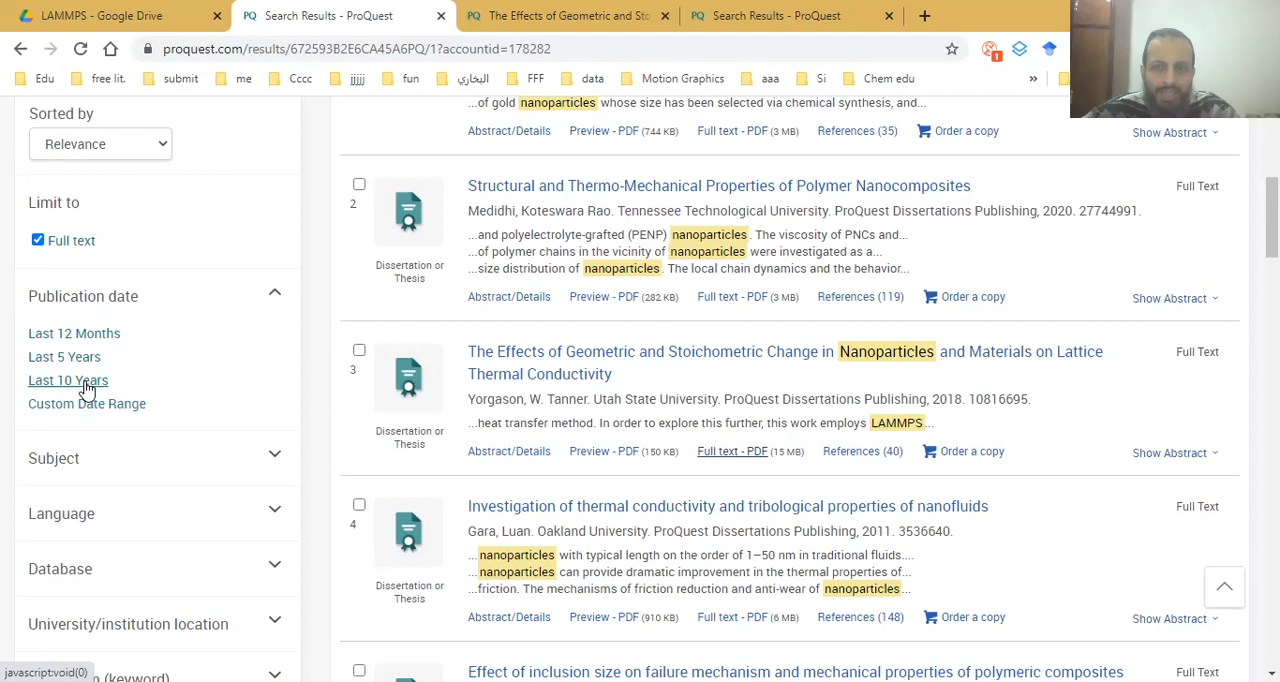 LAMMPS - Google Drive
Search Results - ProQuest
The Effects of Geometric and Sto
Search Results - ProQuest
proquest.com/results/672593B2E6CA45A6PQ/1?accountid=178282
1
Edu
free lit.
submit
me
Cccc
jjjjj
fun
البخاري
FFF
data
Motion Graphics
aaa
Si
Chem edu
»
Sorted by
Relevance
Limit to
Full text
Publication date
Last 12 Months
Last 5 Years
Last 10 Years
Custom Date Range
Subject
Language
Database
University/institution location
(keyword)
javascript:void(0)
...of gold nanoparticles whose size has been selected via chemical synthesis, and...
Abstract/Details Preview - PDF (744 KB) Full text - PDF (3 MB) References (35) Order a copy Show Abstract
2
Structural and Thermo-Mechanical Properties of Polymer Nanocomposites Full Text
Medidhi, Koteswara Rao. Tennessee Technological University. ProQuest Dissertations Publishing, 2020. 27744991.
...and polyelectrolyte-grafted (PENP) nanoparticles. The viscosity of PNCs and...
...of polymer chains in the vicinity of nanoparticles were investigated as a...
...size distribution of nanoparticles. The local chain dynamics and the behavior...
Dissertation or
Thesis
Abstract/Details Preview - PDF (282 KB) Full text - PDF (3 MB) References (119) Order a copy Show Abstract
3
The Effects of Geometric and Stoichometric Change in Nanoparticles and Materials on Lattice Full Text
Thermal Conductivity
Yorgason, W. Tanner. Utah State University. ProQuest Dissertations Publishing, 2018. 10816695.
...heat transfer method. In order to explore this further, this work employs LAMMPS...
Dissertation or
Thesis
Abstract/Details Preview - PDF (150 KB) Full text - PDF (15 MB) References (40) Order a copy Show Abstract
4
Investigation of thermal conductivity and tribological properties of nanofluids Full Text
Gara, Luan. Oakland University. ProQuest Dissertations Publishing, 2011. 3536640.
...nanoparticles with typical length on the order of 1–50 nm in traditional fluids....
...nanoparticles can provide dramatic improvement in the thermal properties of...
...friction. The mechanisms of friction reduction and anti-wear of nanoparticles...
Dissertation or
Thesis
Abstract/Details Preview - PDF (910 KB) Full text - PDF (6 MB) References (148) Order a copy Show Abstract
Effect of inclusion size on failure mechanism and mechanical properties of polymeric composites Full Text